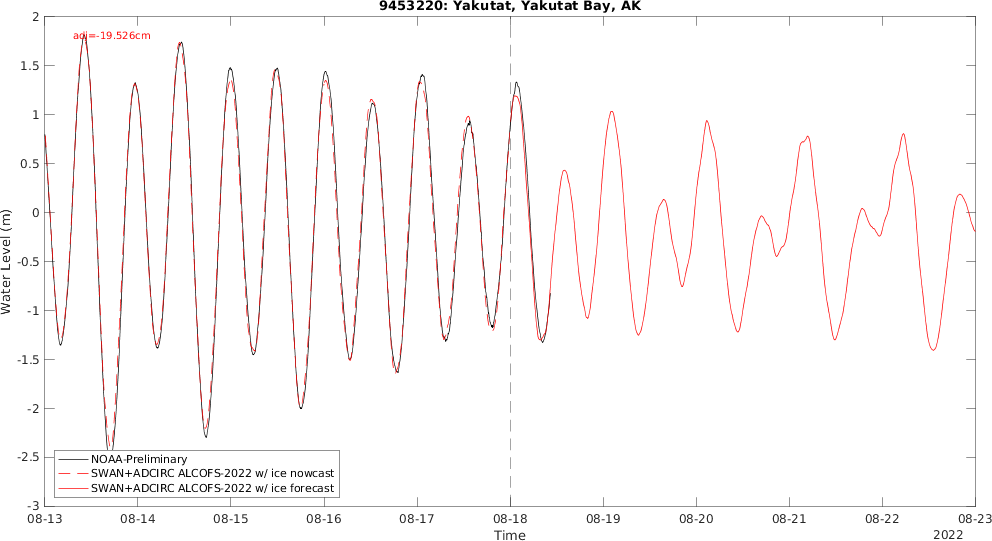 9453220: Yakutat, Yakutat Bay, AK
adj=-19.526cm
2
1.5
1
0.5
0
-0.5
-1
-1.5
-2
-2.5
-3
Water Level (m)
NOAA-Preliminary
SWAN+ADCIRC ALCOFS-2022 w/ ice nowcast
SWAN+ADCIRC ALCOFS-2022 w/ ice forecast
08-13 08-14 08-15 08-16 08-17 08-18 08-19 08-20 08-21 08-22 08-23
Time
2022